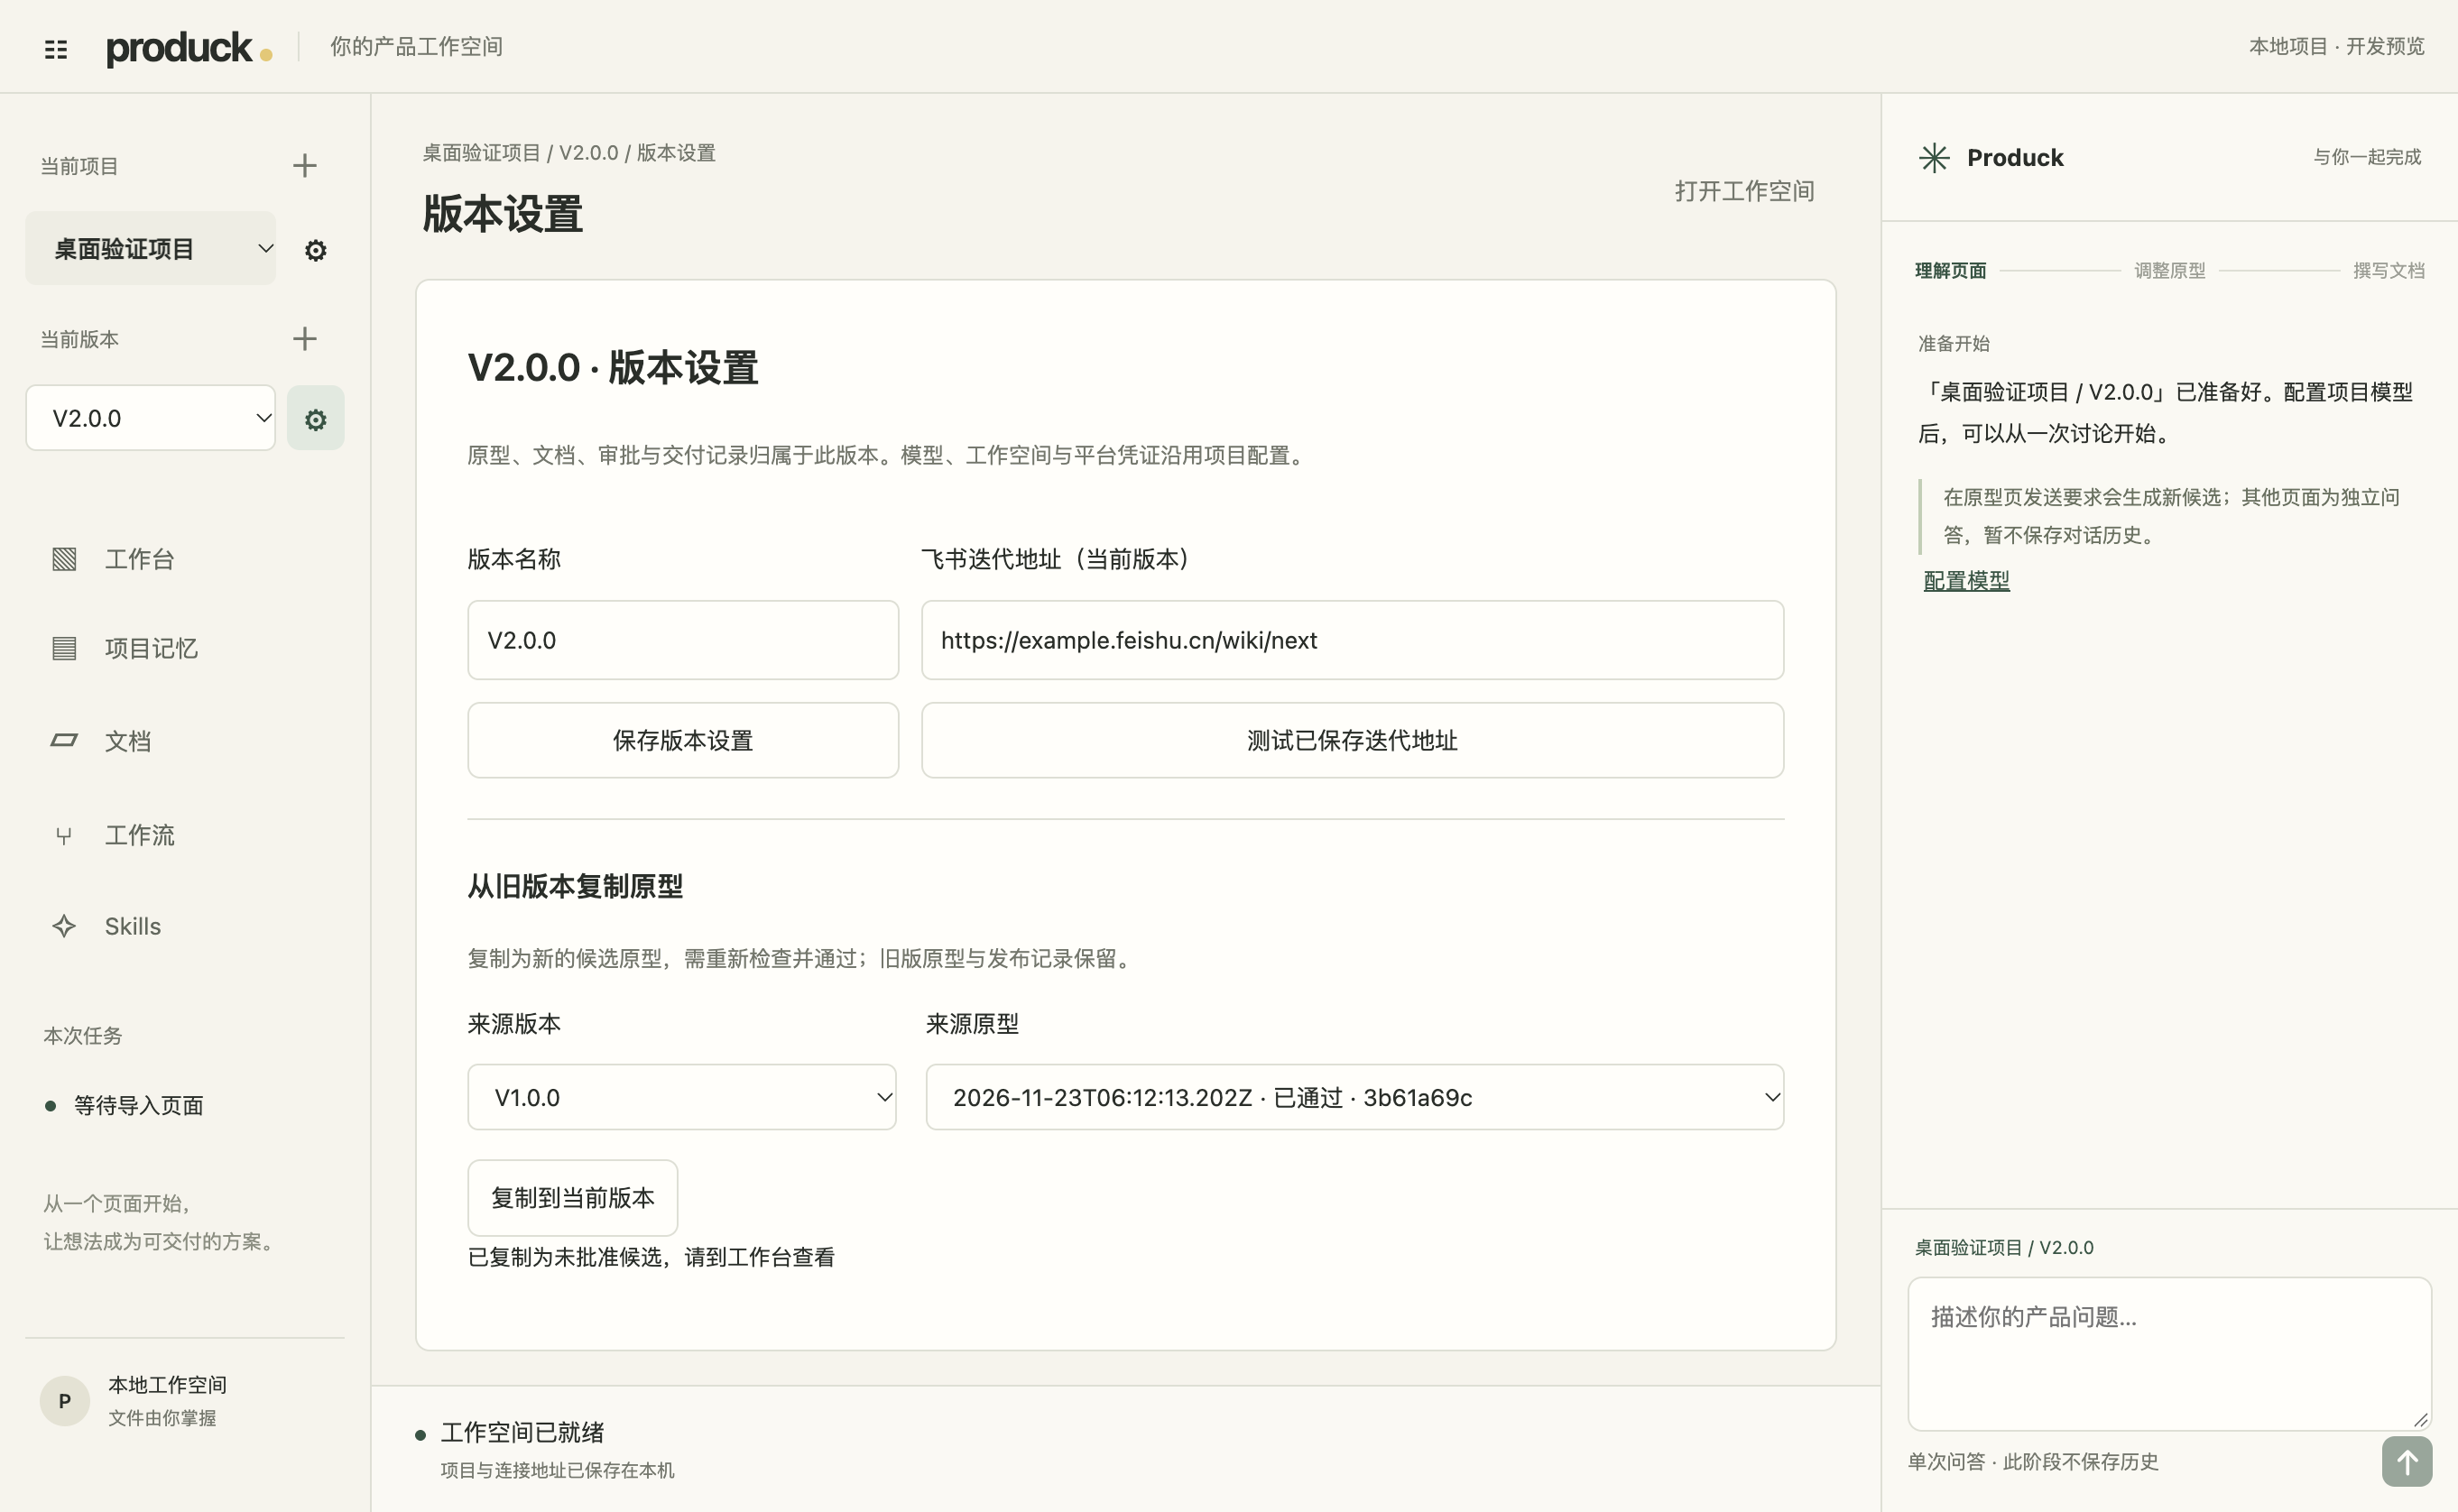 produck
你的产品工作空间
本地项目 · 开发预览
当前项目
桌面验证项目
当前版本
V2.0.0
工作台
项目记忆
文档
工作流
Skills
本次任务
等待导入页面
从一个页面开始，
让想法成为可交付的方案。
P
本地工作空间
文件由你掌握
桌面验证项目 / V2.0.0 / 版本设置
版本设置
打开工作空间
V2.0.0 · 版本设置
原型、文档、审批与交付记录归属于此版本。模型、工作空间与平台凭证沿用项目配置。
版本名称
飞书迭代地址（当前版本）
V2.0.0
https://example.feishu.cn/wiki/next
保存版本设置
测试已保存迭代地址
从旧版本复制原型
复制为新的候选原型，需重新检查并通过；旧版原型与发布记录保留。
来源版本
来源原型
V1.0.0
2026-11-23T06:12:13.202Z · 已通过 · 3b61a69c
复制到当前版本
已复制为未批准候选，请到工作台查看
工作空间已就绪
项目与连接地址已保存在本机
Produck
与你一起完成
理解页面
调整原型
撰写文档
准备开始
「桌面验证项目 / V2.0.0」已准备好。配置项目模型
后，可以从一次讨论开始。
在原型页发送要求会生成新候选；其他页面为独立问
答，暂不保存对话历史。
配置模型
桌面验证项目 / V2.0.0
描述你的产品问题...
单次问答 · 此阶段不保存历史